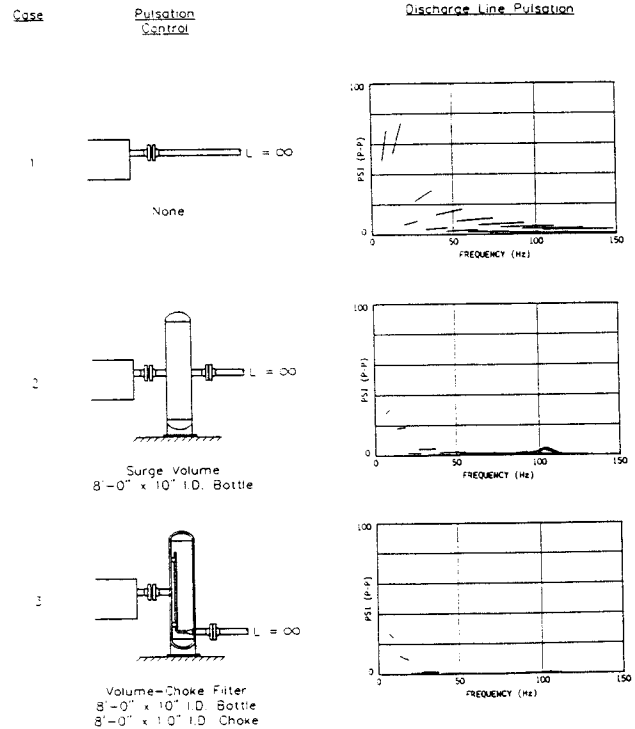 Case
Pulsation
Control
Discharge Line Pulsation
1
L = ∞
None
100
PSI (P-P)
0
50
100
150
FREQUENCY (Hz)
2
L = ∞
Surge Volume
8'-0" x 10" I.D. Bottle
100
PSI (P-P)
0
50
100
150
FREQUENCY (Hz)
3
L = ∞
Volume-Choke Filter
8'-0" x 10" I.D. Bottle
8'-0" x 1.0" I.D. Choke
100
PSI (P-P)
0
50
100
150
FREQUENCY (Hz)